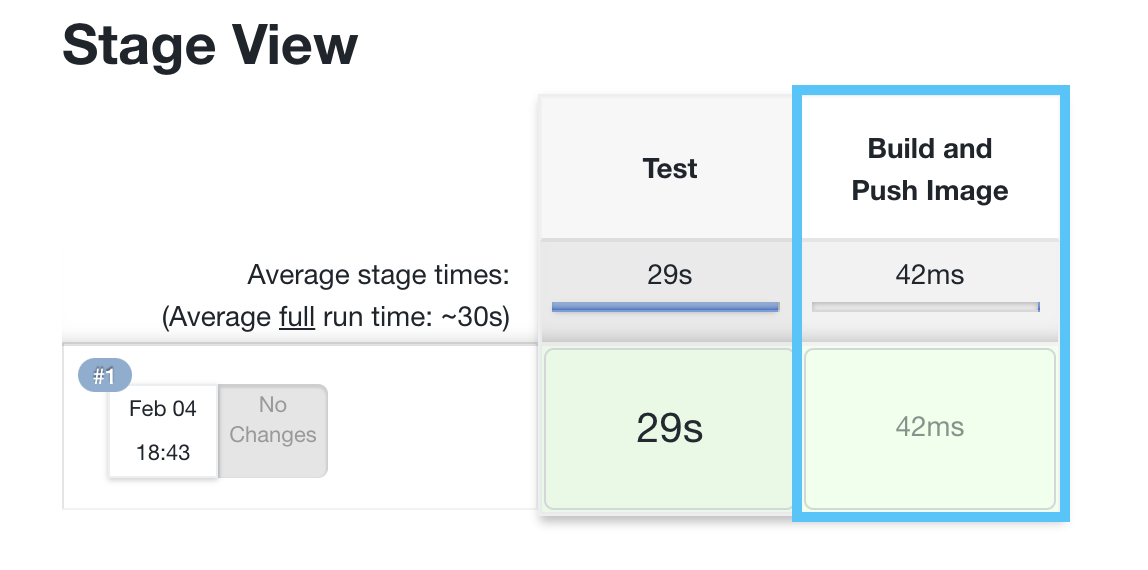 Stage View
Test
Build and
Push Image
Average stage times:
(Average full run time: ~30s)
29s
42ms
#1
Feb 04
18:43
No
Changes
29s
42ms